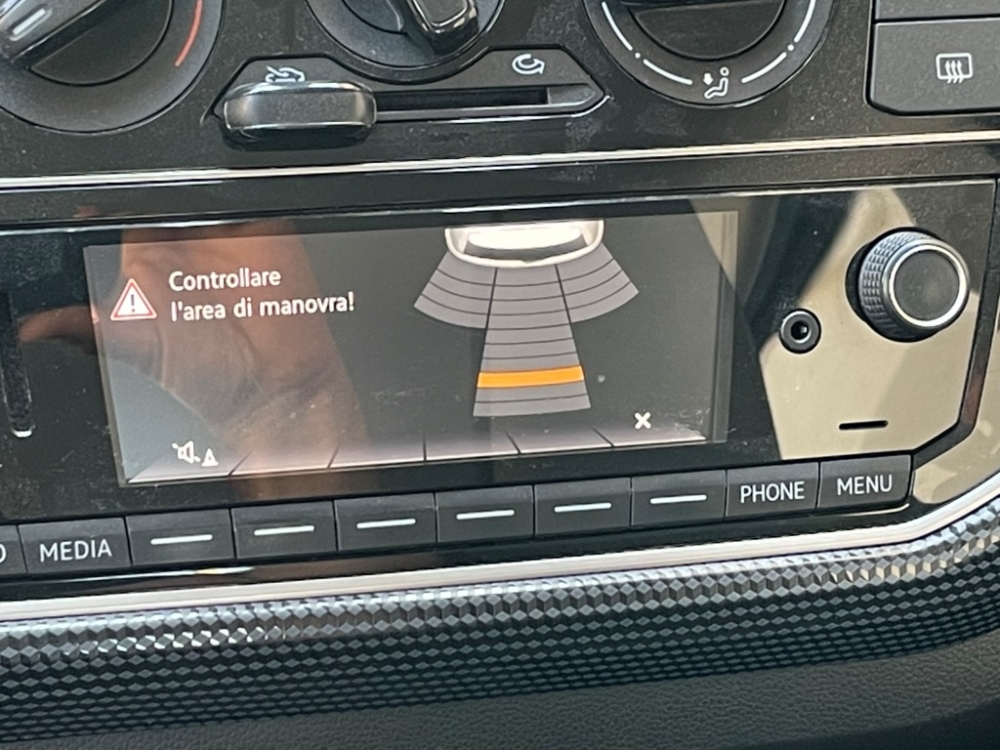 Controllare
l'area di manovra!
MEDIA
PHONE
MENU